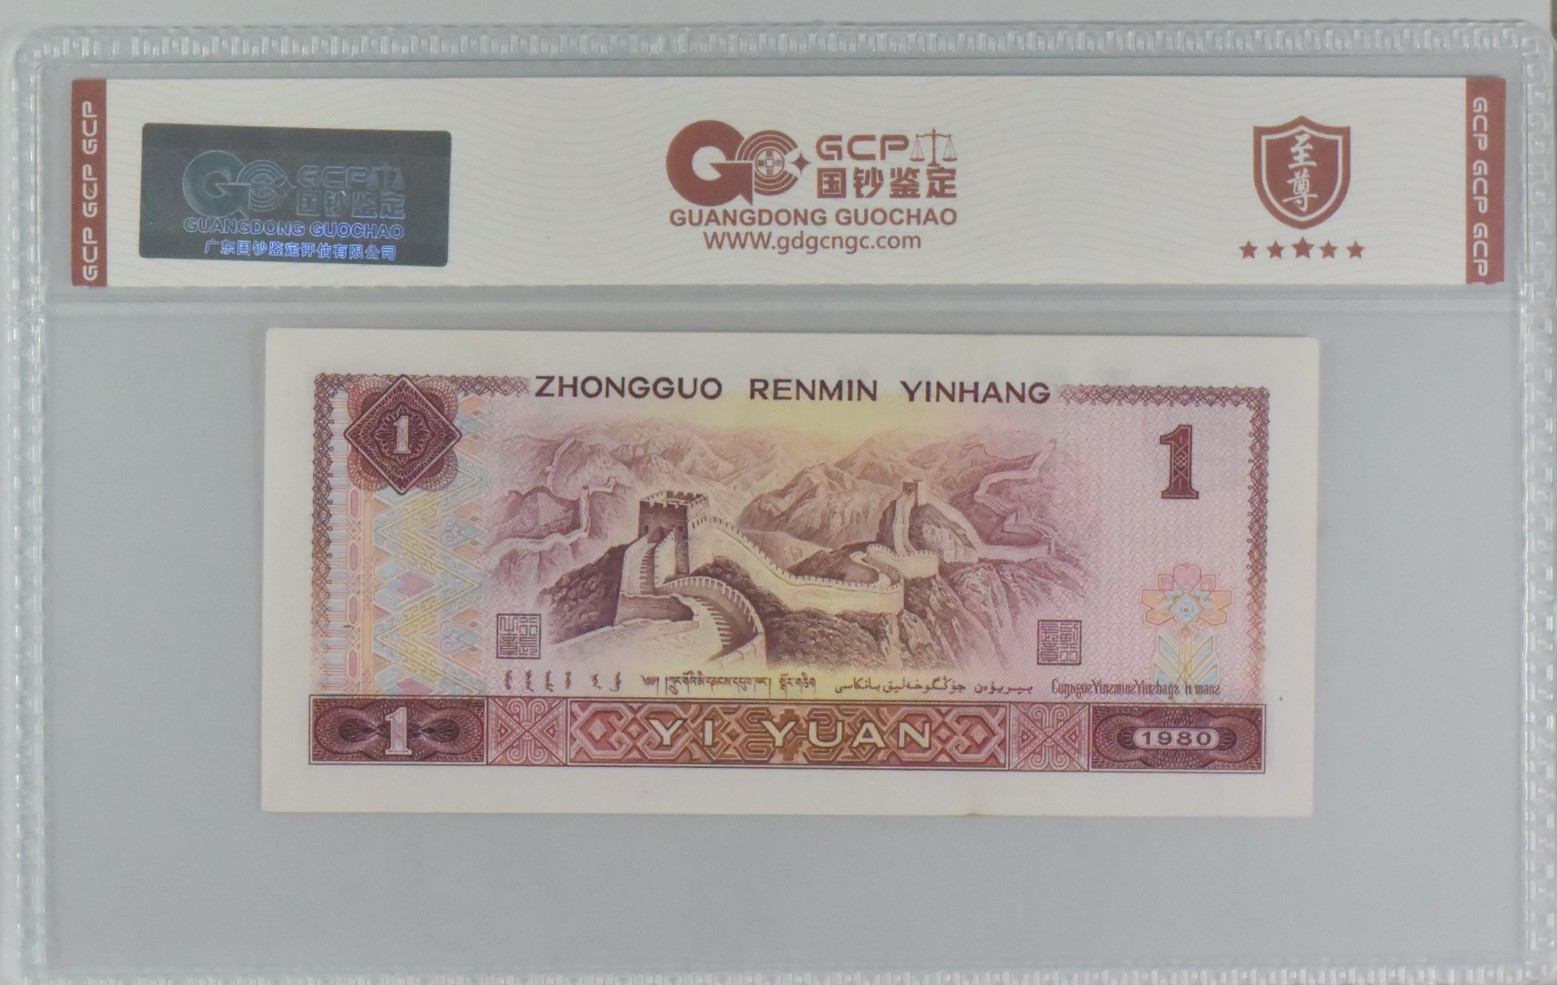 GCP GCP GCP
GCP
国钞鉴定
GUANGDONG GUOCHAO
广东国钞鉴定评估有限公司
GCP
国钞鉴定
GUANGDONG GUOCHAO
WWW.gdgcngc.com
至尊
GCP GCP GCP
ZHONGGUO RENMIN YINHANG
1
1
1
YI YUAN
1980